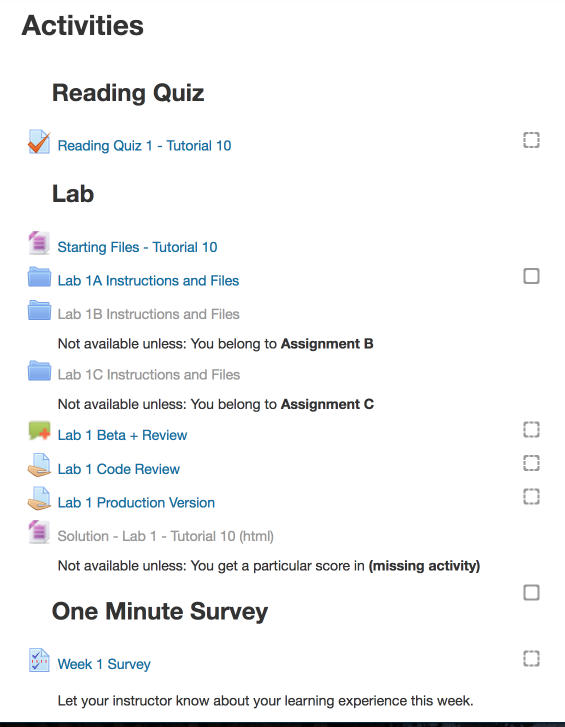 Activities
Reading Quiz
Reading Quiz 1 - Tutorial 10
Lab
Starting Files - Tutorial 10
Lab 1A Instructions and Files
Lab 1B Instructions and Files
Not available unless: You belong to Assignment B
Lab 1C Instructions and Files
Not available unless: You belong to Assignment C
Lab 1 Beta + Review
Lab 1 Code Review
Lab 1 Production Version
Solution - Lab 1 - Tutorial 10 (html)
Not available unless: You get a particular score in (missing activity)
One Minute Survey
Week 1 Survey
Let your instructor know about your learning experience this week.